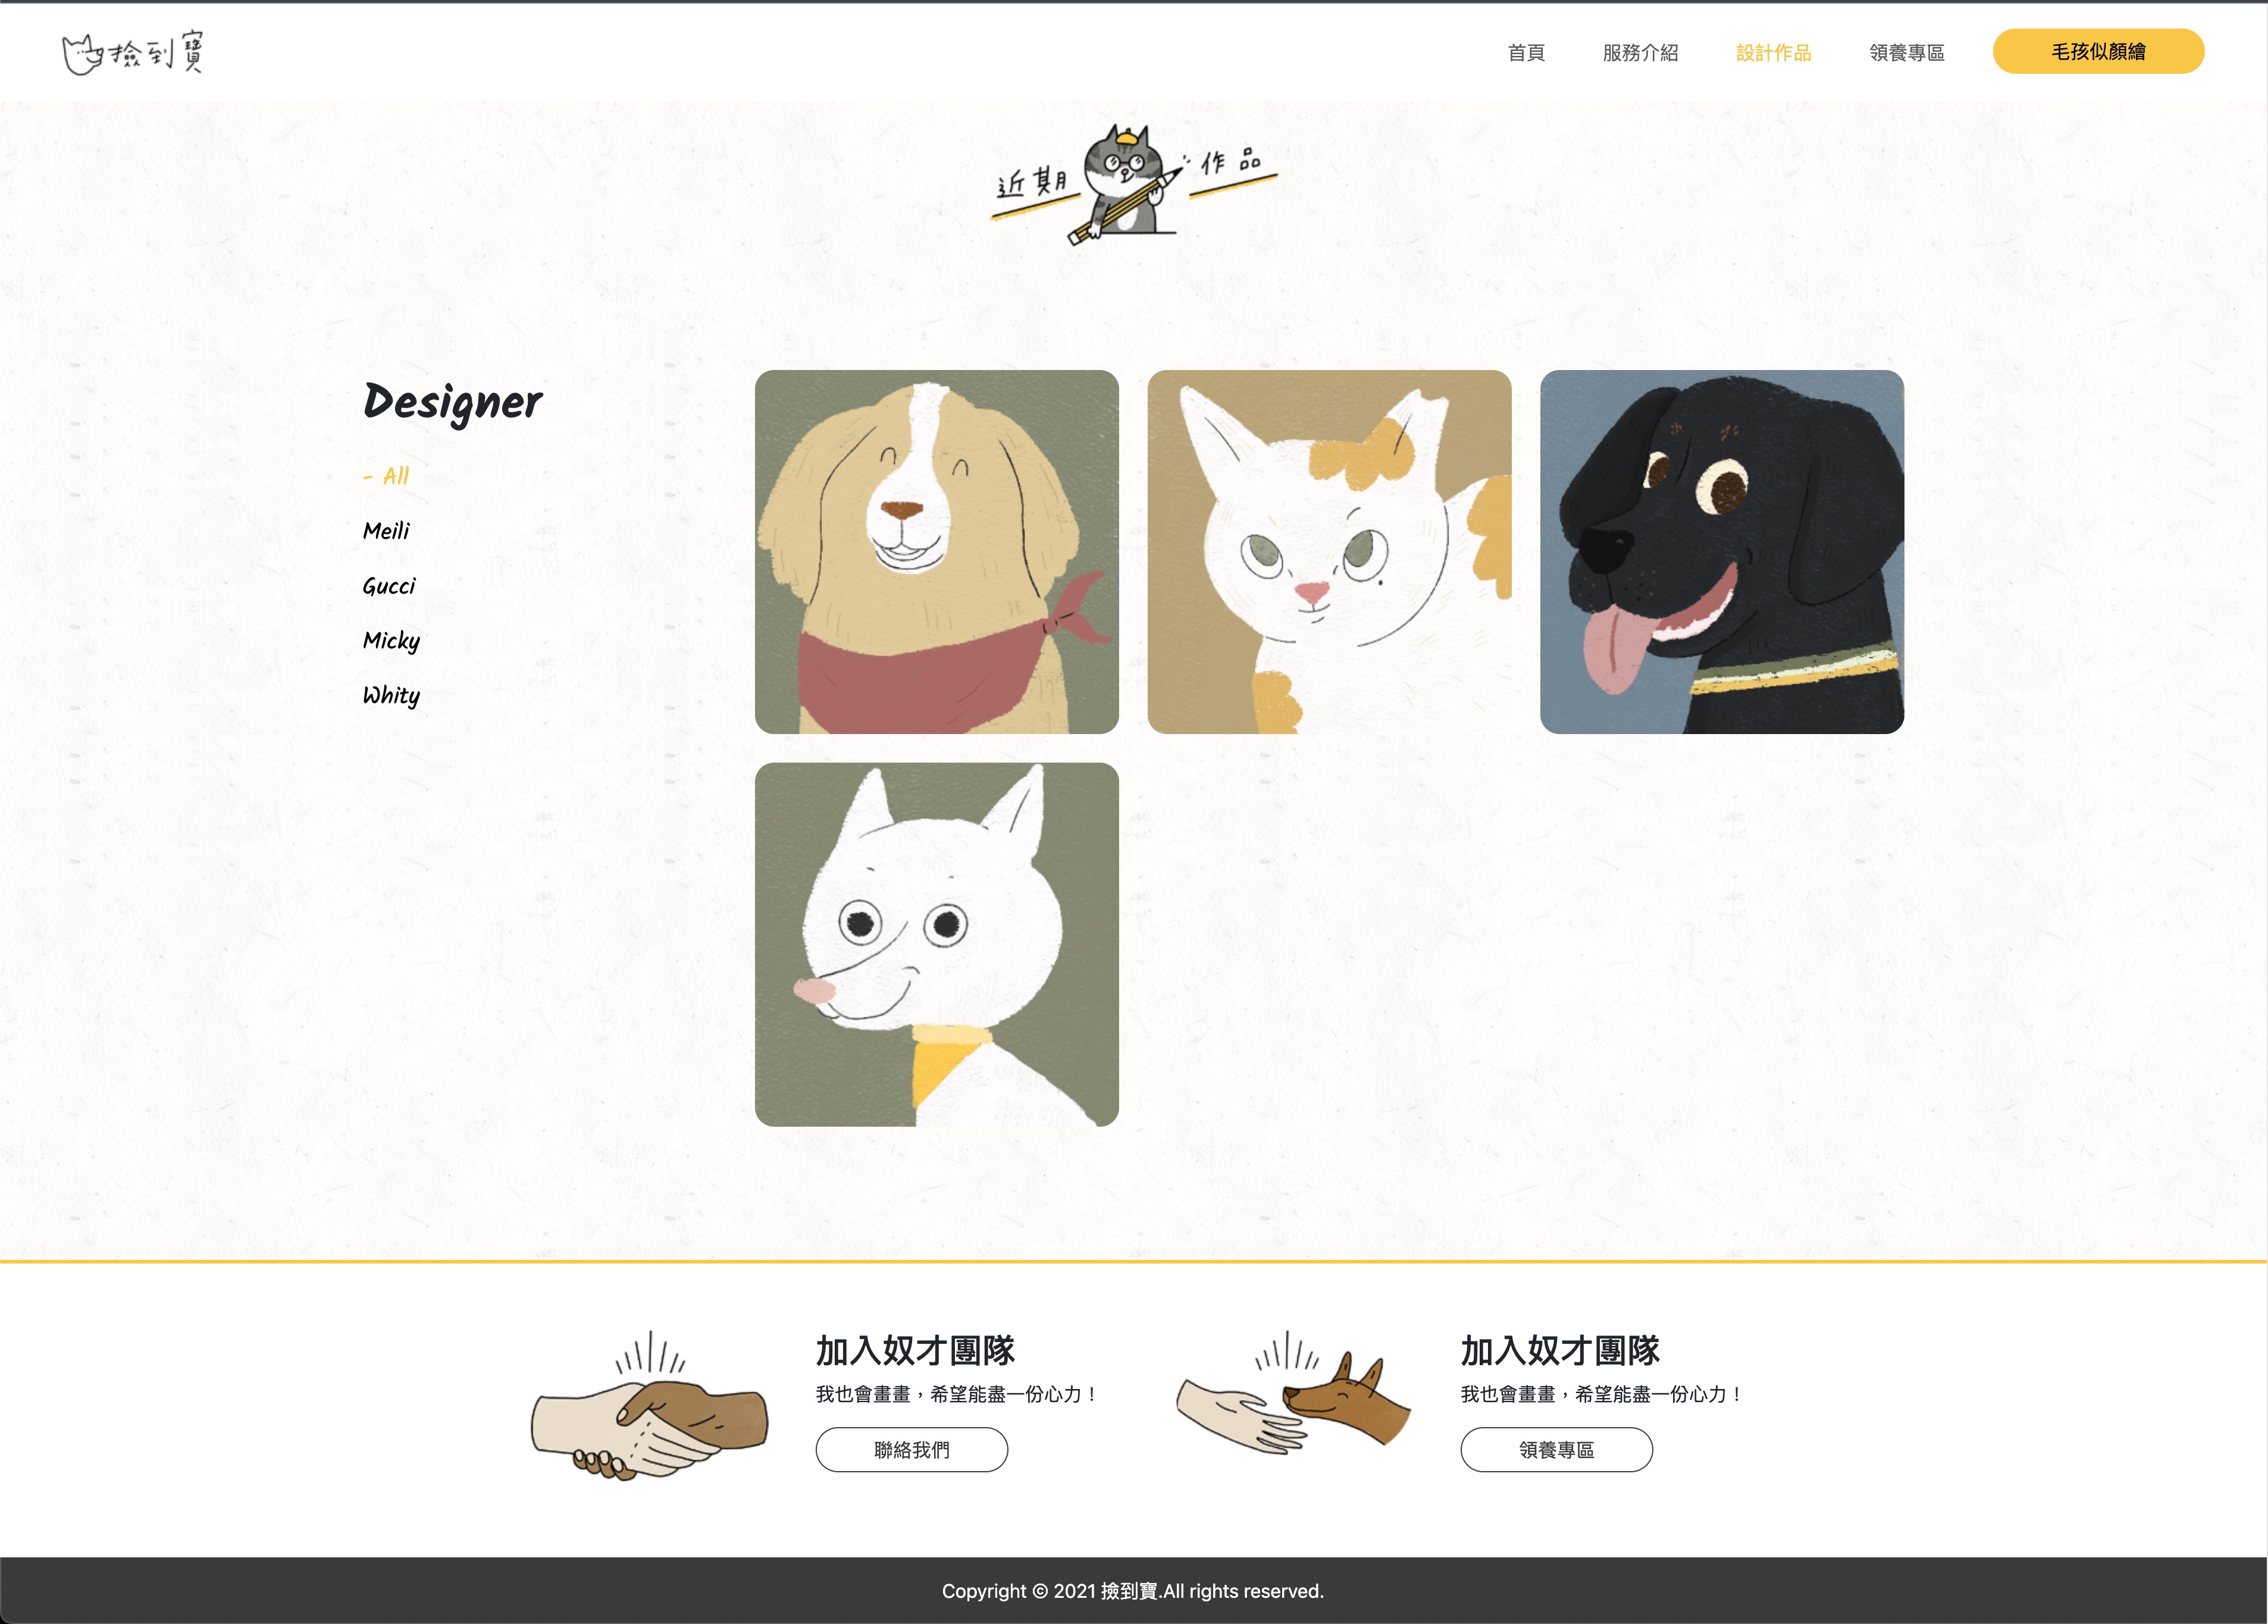 撿到寶
首頁
服務介紹
設計作品
領養專區
毛孩似顏繪
近期 作品
Designer
- All
Meili
Gucci
Micky
Whity
加入奴才團隊
我也會畫畫，希望能盡一份心力！
聯絡我們
加入奴才團隊
我也會畫畫，希望能盡一份心力！
領養專區
Copyright © 2021 撿到寶.All rights reserved.